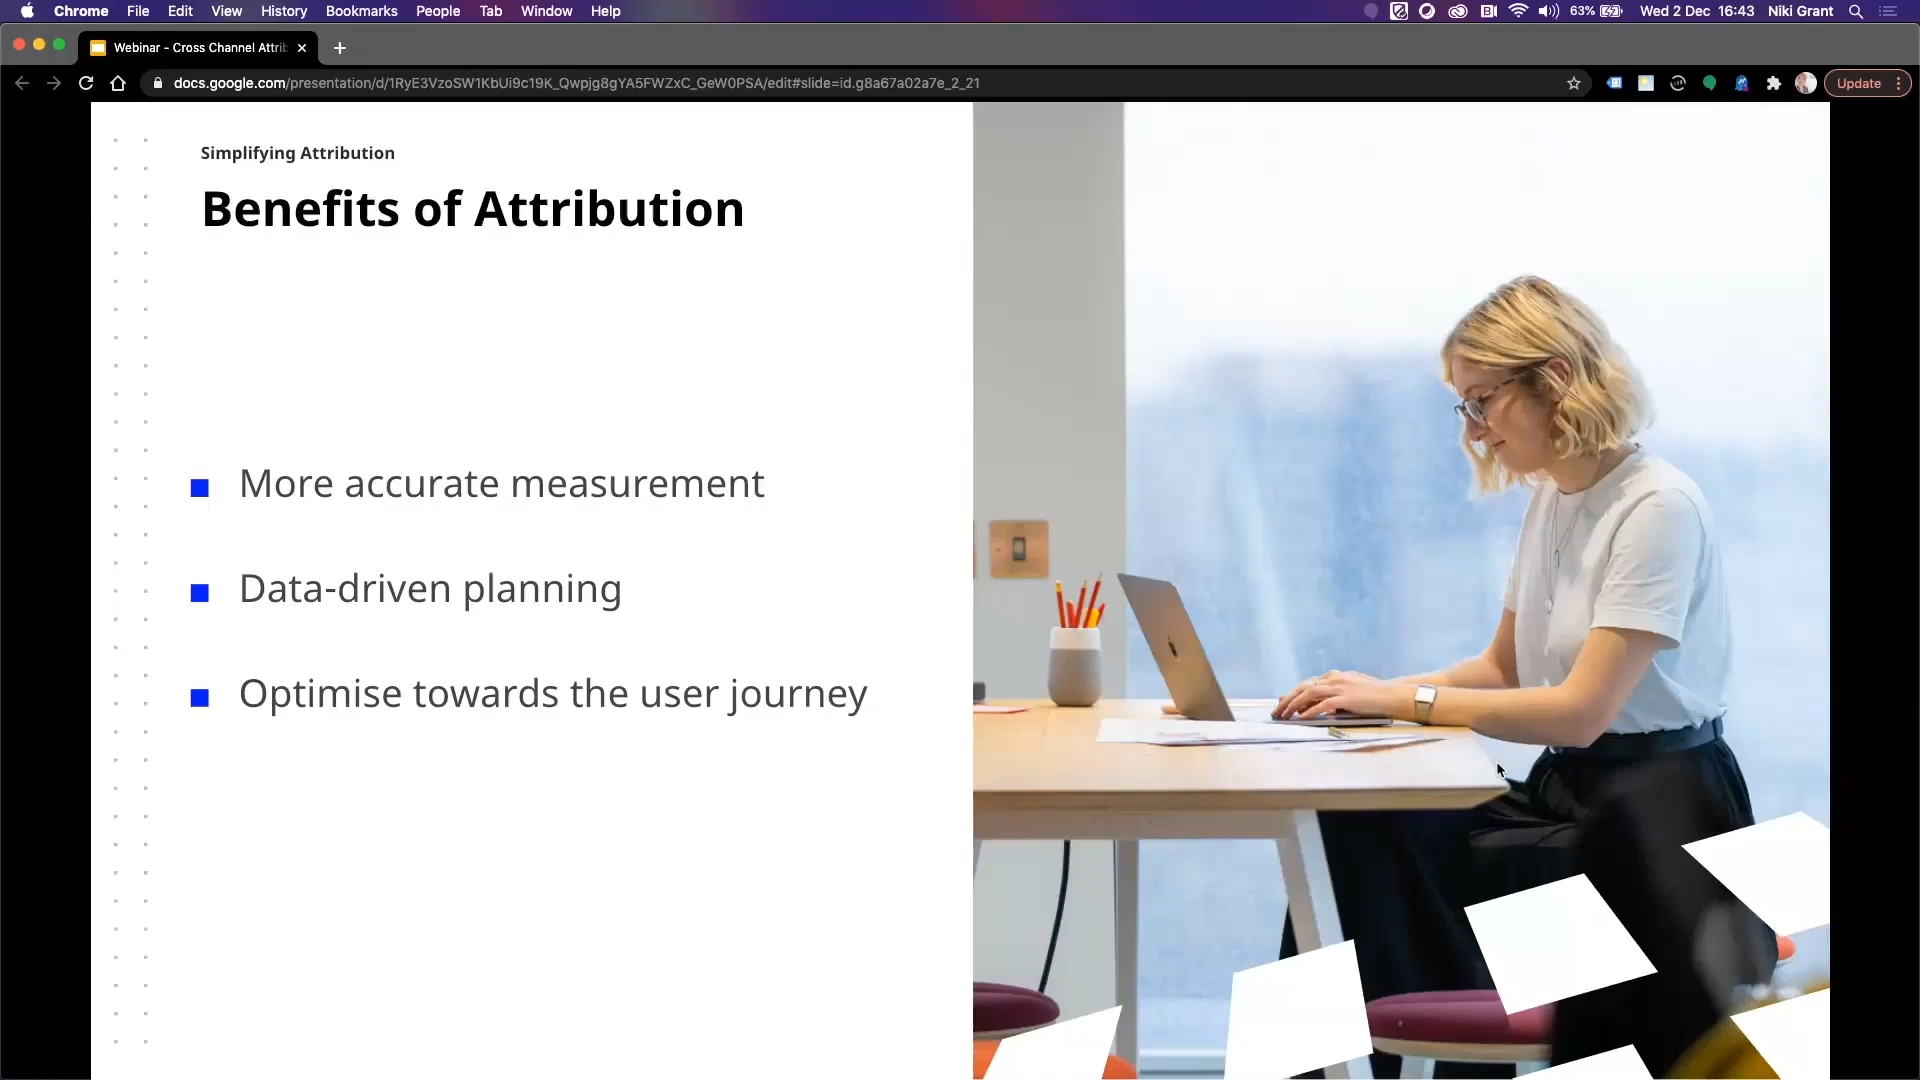 Chrome File Edit View History Bookmarks People Tab Window Help 63% Wed 2 Dec 16:43 Niki Grant
Webinar - Cross Channel Attrib
docs.google.com/presentation/d/1RyE3VzoSW1KbUi9c19K_Qwpjg8gYA5FWZxC_GeW0PSA/edit#slide=id.g8a67a02a7e_2_21 Update
Simplifying Attribution
Benefits of Attribution
More accurate measurement
Data-driven planning
Optimise towards the user journey